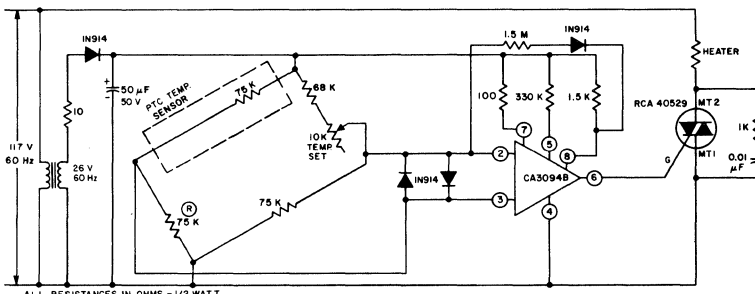 1N914
1.5 M
1N914
HEATER
+
50 µF
50 V
-
PTC TEMP.
SENSOR
75 K
68 K
100
330 K
1.5 K
RCA 40529
MT2
10
10K
TEMP.
SET
1K
117 V
60 Hz
7
5
8
2
MT1
G
0.01
µF
26 V
60 Hz
1N914
CA3094B
6
R
75 K
75 K
3
4
ALL RESISTANCES IN OHMS - 1/2 WATT